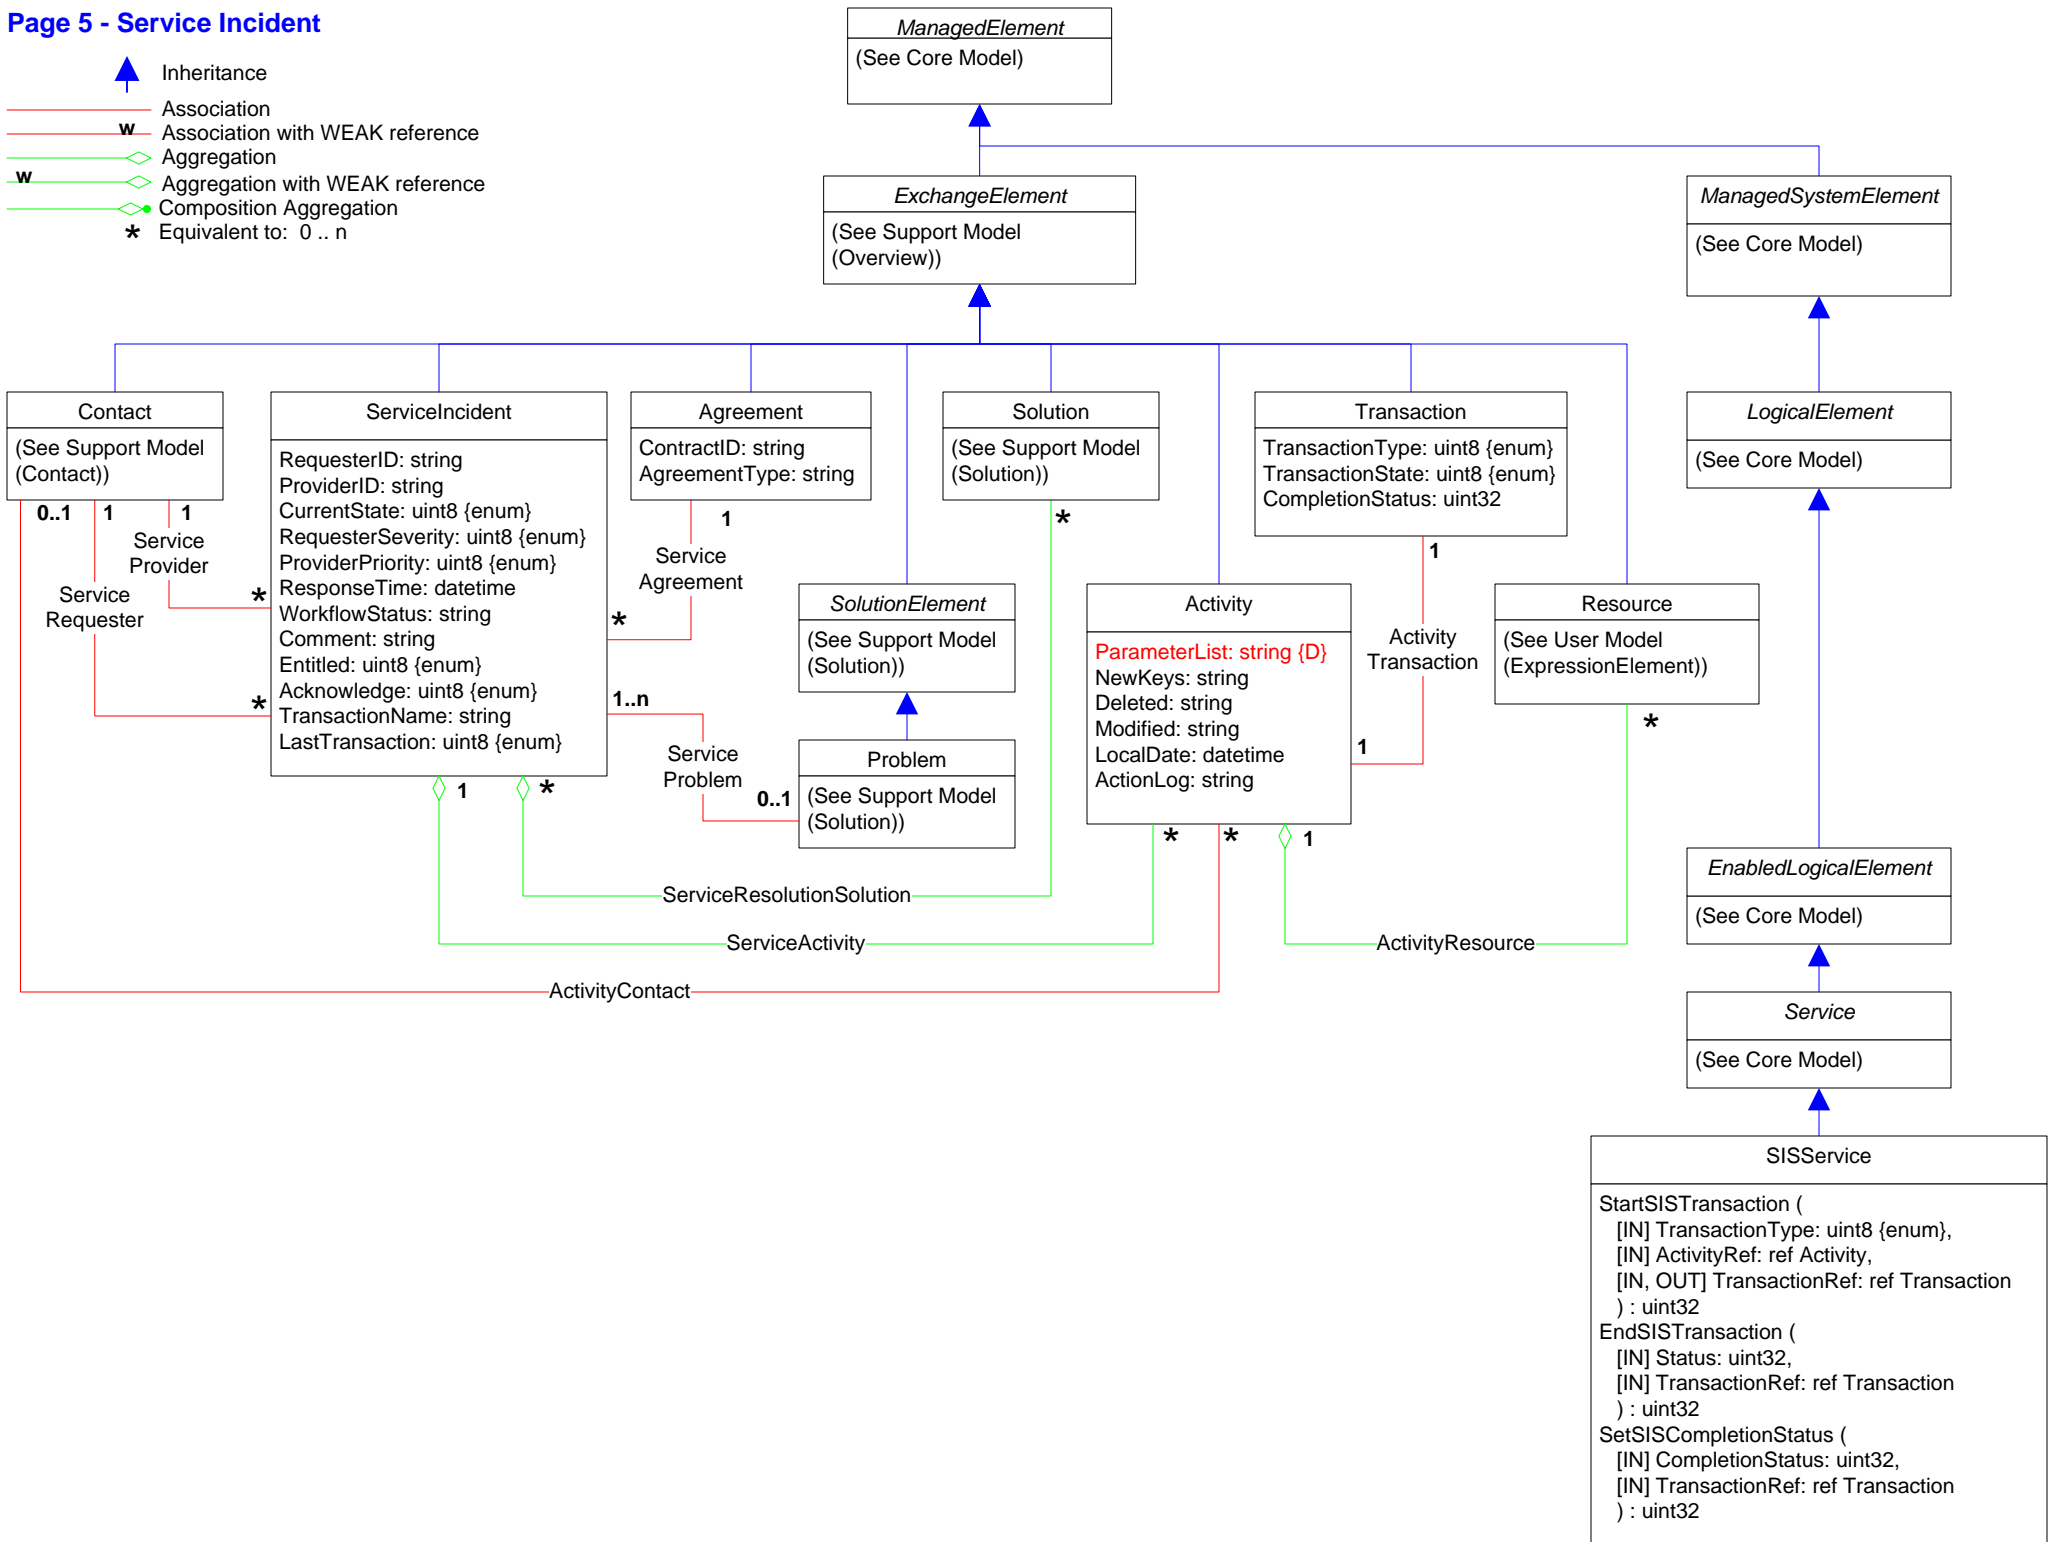 Page 5 - Service Incident
Inheritance
Association
w Association with WEAK reference
Aggregation
w Aggregation with WEAK reference
Composition Aggregation
* Equivalent to: 0 .. n
ManagedElement
(See Core Model)
ExchangeElement
(See Support Model
(Overview))
ManagedSystemElement
(See Core Model)
Contact
(See Support Model
(Contact))
ServiceIncident
RequesterID: string
ProviderID: string
CurrentState: uint8 {enum}
RequesterSeverity: uint8 {enum}
ProviderPriority: uint8 {enum}
ResponseTime: datetime
WorkflowStatus: string
Comment: string
Entitled: uint8 {enum}
Acknowledge: uint8 {enum}
TransactionName: string
LastTransaction: uint8 {enum}
Agreement
ContractID: string
AgreementType: string
Solution
(See Support Model
(Solution))
Transaction
TransactionType: uint8 {enum}
TransactionState: uint8 {enum}
CompletionStatus: uint32
LogicalElement
(See Core Model)
0..1
1
1
Service
Provider
*
Service
Requester
*
1
Service
Agreement
*
*
1
Activity
Transaction
1
SolutionElement
(See Support Model
(Solution))
Activity
ParameterList: string {D}
NewKeys: string
Deleted: string
Modified: string
LocalDate: datetime
ActionLog: string
Resource
(See User Model
(ExpressionElement))
*
1..n
Service
Problem
0..1
Problem
(See Support Model
(Solution))
1
*
*
*
1
ServiceResolutionSolution
ServiceActivity
ActivityResource
ActivityContact
EnabledLogicalElement
(See Core Model)
Service
(See Core Model)
SISService
StartSISTransaction (
[IN] TransactionType: uint8 {enum},
[IN] ActivityRef: ref Activity,
[IN, OUT] TransactionRef: ref Transaction
) : uint32
EndSISTransaction (
[IN] Status: uint32,
[IN] TransactionRef: ref Transaction
) : uint32
SetSISCompletionStatus (
[IN] CompletionStatus: uint32,
[IN] TransactionRef: ref Transaction
) : uint32